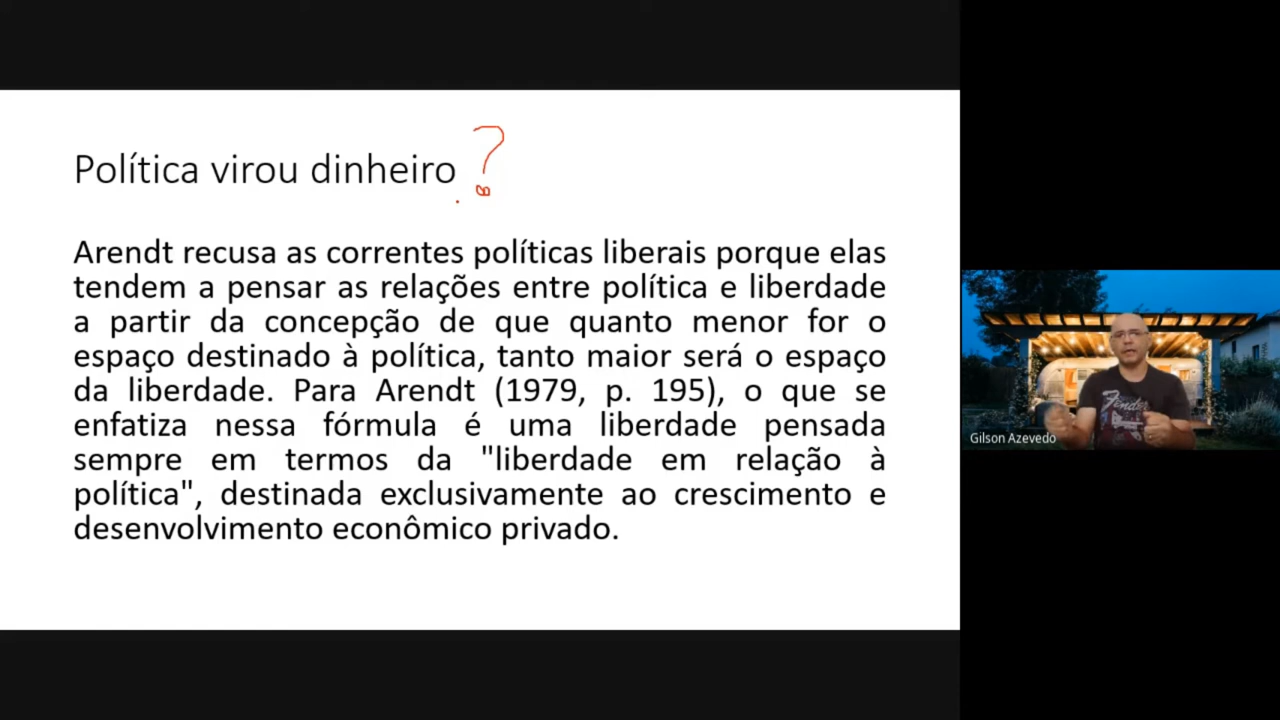 Política virou dinheiro ?
Arendt recusa as correntes políticas liberais porque elas
tendem a pensar as relações entre política e liberdade
a partir da concepção de que quanto menor for o
espaço destinado à política, tanto maior será o espaço
da liberdade. Para Arendt (1979, p. 195), o que se
enfatiza nessa fórmula é uma liberdade pensada
sempre em termos da "liberdade em relação à
política", destinada exclusivamente ao crescimento e
desenvolvimento econômico privado.
Fender
Gilson Azevedo